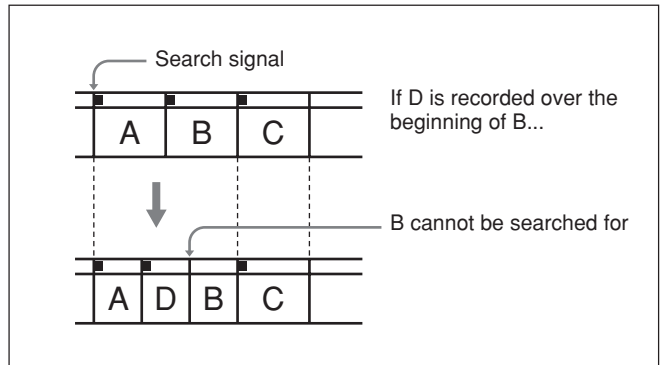 Search signal
If D is recorded over the
beginning of B...
A B C
B cannot be searched for
A D B C